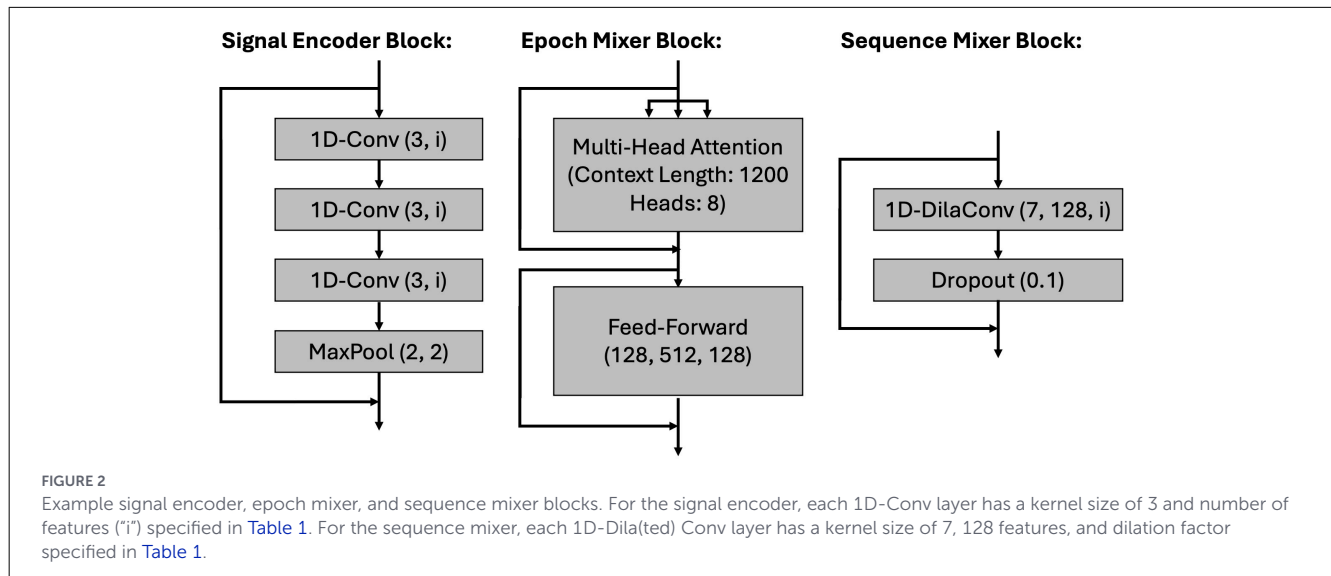 Signal Encoder Block:
1D-Conv (3, i)
1D-Conv (3, i)
1D-Conv (3, i)
MaxPool (2, 2)
Epoch Mixer Block:
Multi-Head Attention
(Context Length: 1200
Heads: 8)
Feed-Forward
(128, 512, 128)
Sequence Mixer Block:
1D-DilaConv (7, 128, i)
Dropout (0.1)
FIGURE 2
Example signal encoder, epoch mixer, and sequence mixer blocks. For the signal encoder, each 1D-Conv layer has a kernel size of 3 and number of
features ("i") specified in Table 1. For the sequence mixer, each 1D-Dila(ted) Conv layer has a kernel size of 7, 128 features, and dilation factor
specified in Table 1.